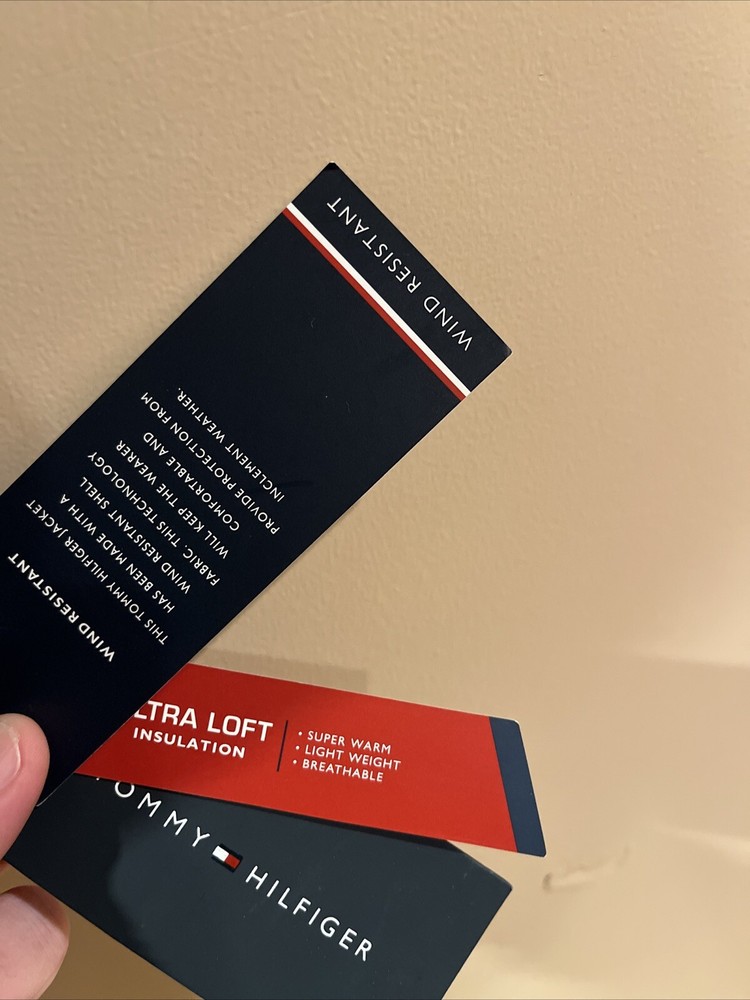 WIND RESISTANT
WIND RESISTANT
THIS TOMMY HILFIGER JACKET
HAS BEEN MADE WITH A
WIND RESISTANT SHELL
FABRIC. THIS TECHNOLOGY
WILL KEEP THE WEARER
COMFORTABLE AND
PROVIDE PROTECTION FROM
INCLEMENT WEATHER.
LTRA LOFT
INSULATION
• SUPER WARM
• LIGHT WEIGHT
• BREATHABLE
TOMMY HILFIGER